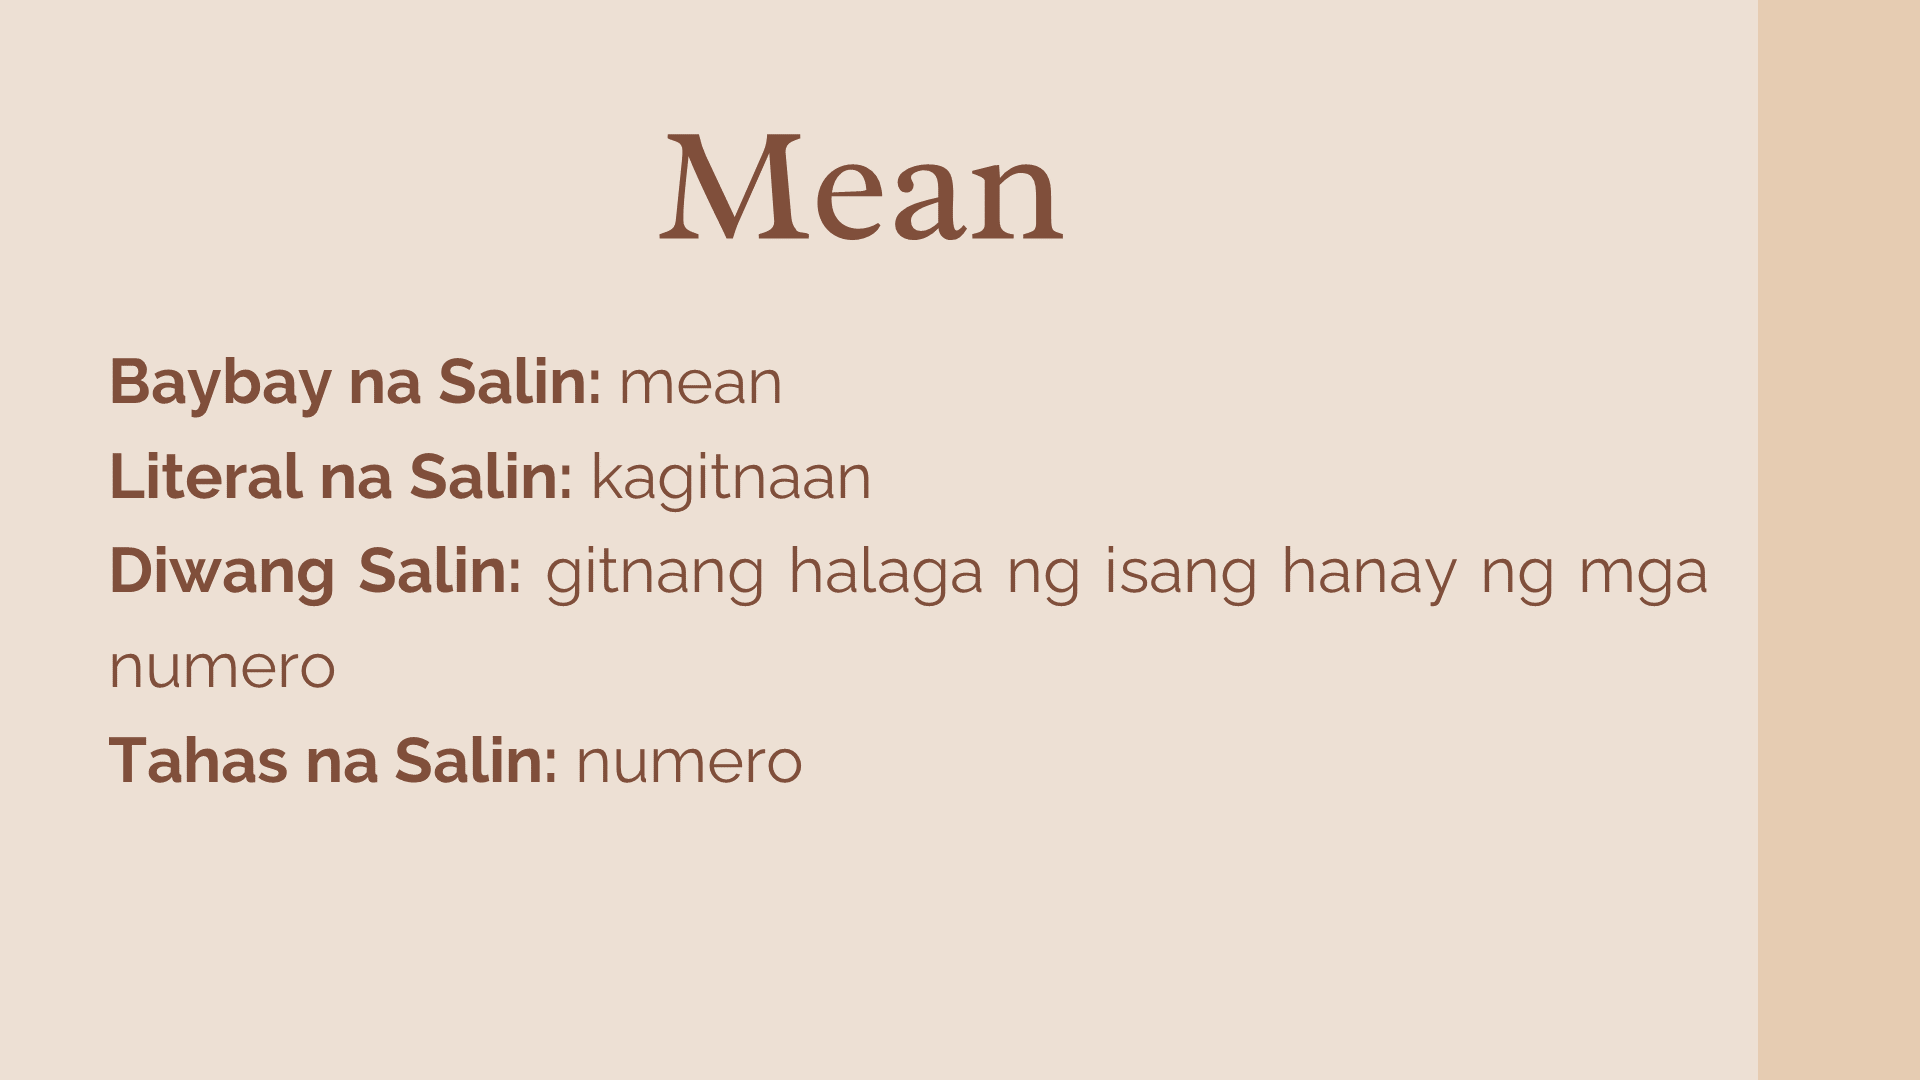 Mean
Baybay na Salin: mean
Literal na Salin: kagitnaan
Diwang Salin: gitnang halaga ng isang hanay ng mga
numero
Tahas na Salin: numero